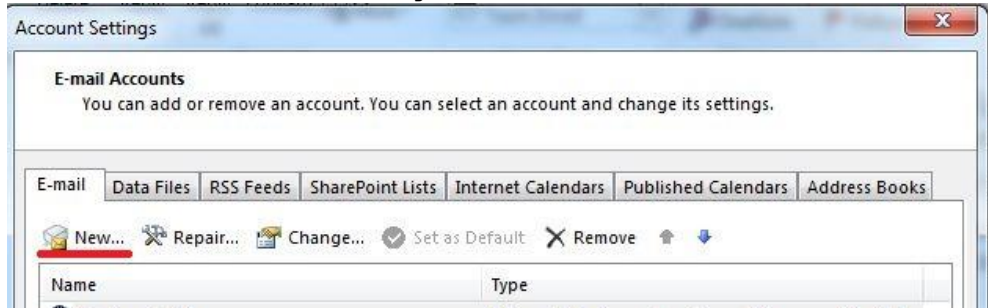 Account Settings
E-mail Accounts
You can add or remove an account. You can select an account and change its settings.
E-mail Data Files RSS Feeds SharePoint Lists Internet Calendars Published Calendars Address Books
New... Repair... Change... Set as Default Remove
Name Type